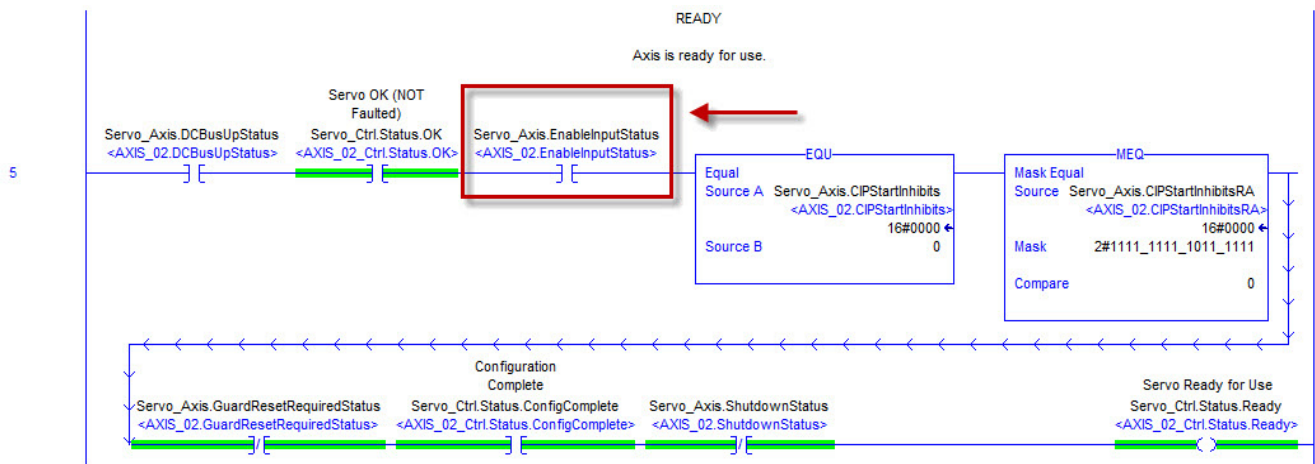 READY
Axis is ready for use.
Servo OK (NOT
Faulted)
Servo_Axis.DCBusUpStatus
<AXIS_02.DCBusUpStatus>
Servo_Ctrl.Status.OK
<AXIS_02_Ctrl.Status.OK>
Servo_Axis.EnableInputStatus
<AXIS_02.EnableInputStatus>
5
EQU
Equal
Source A Servo_Axis.CIPStartInhibits
<AXIS_02.CIPStartInhibits>
16#0000
Source B 0
MEQ
Mask Equal
Source Servo_Axis.CIPStartInhibitsRA
<AXIS_02.CIPStartInhibitsRA>
16#0000
Mask 2#1111_1111_1011_1111
Compare 0
Servo_Axis.GuardResetRequiredStatus
<AXIS_02.GuardResetRequiredStatus>
Configuration
Complete
Servo_Ctrl.Status.ConfigComplete
<AXIS_02_Ctrl.Status.ConfigComplete>
Servo_Axis.ShutdownStatus
<AXIS_02.ShutdownStatus>
Servo Ready for Use
Servo_Ctrl.Status.Ready
<AXIS_02_Ctrl.Status.Ready>